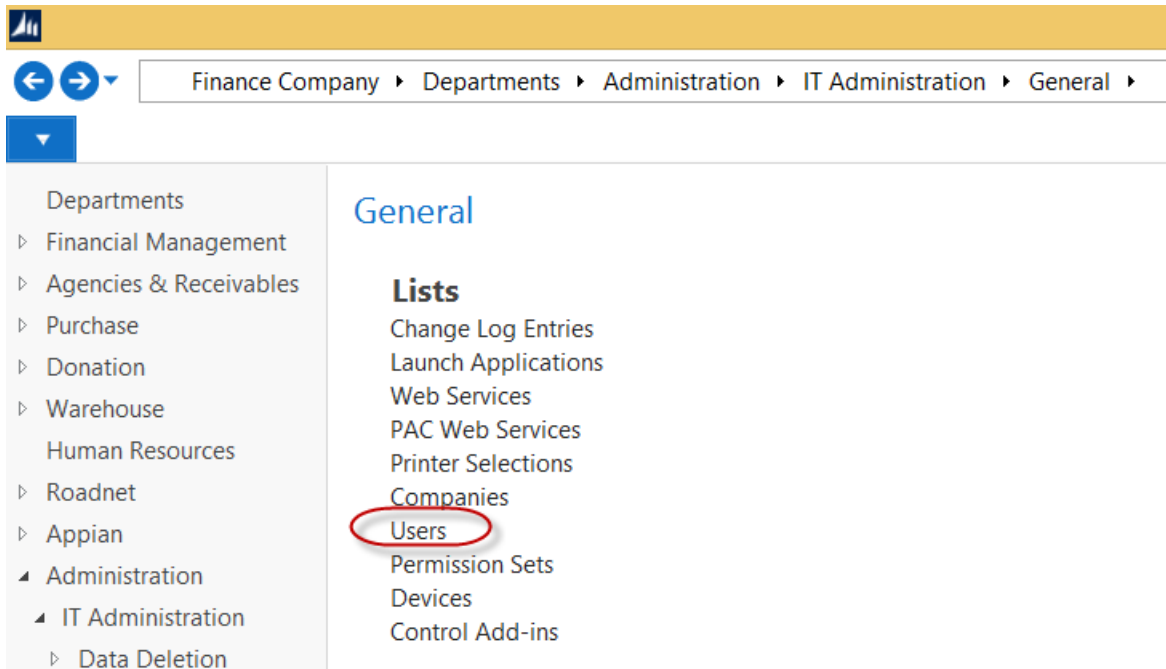 Finance Company Departments Administration IT Administration General
Departments
Financial Management
Agencies & Receivables
Purchase
Donation
Warehouse
Human Resources
Roadnet
Appian
Administration
IT Administration
Data Deletion
General
Lists
Change Log Entries
Launch Applications
Web Services
PAC Web Services
Printer Selections
Companies
Users
Permission Sets
Devices
Control Add-ins